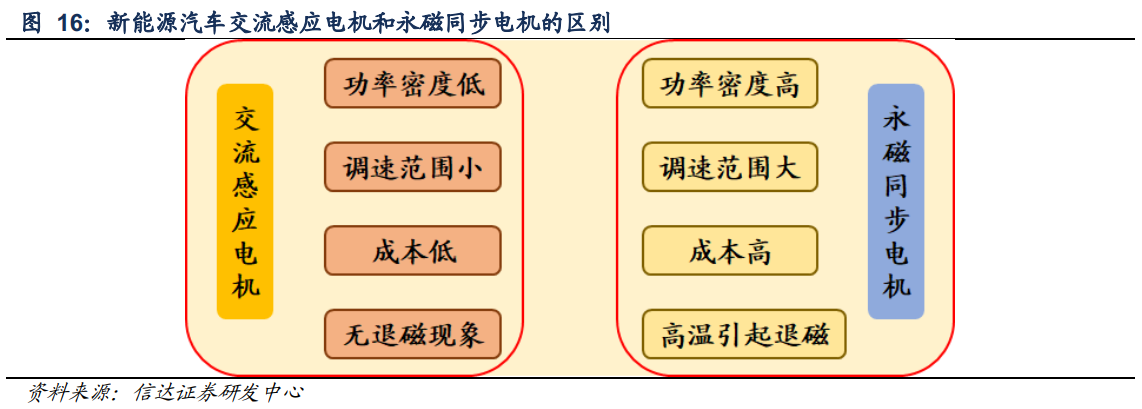 图 16：新能源汽车交流感应电机和永磁同步电机的区别
交流感应电机
功率密度低
调速范围小
成本低
无退磁现象
功率密度高
调速范围大
成本高
高温引起退磁
永磁同步电机
资料来源：信达证券研发中心